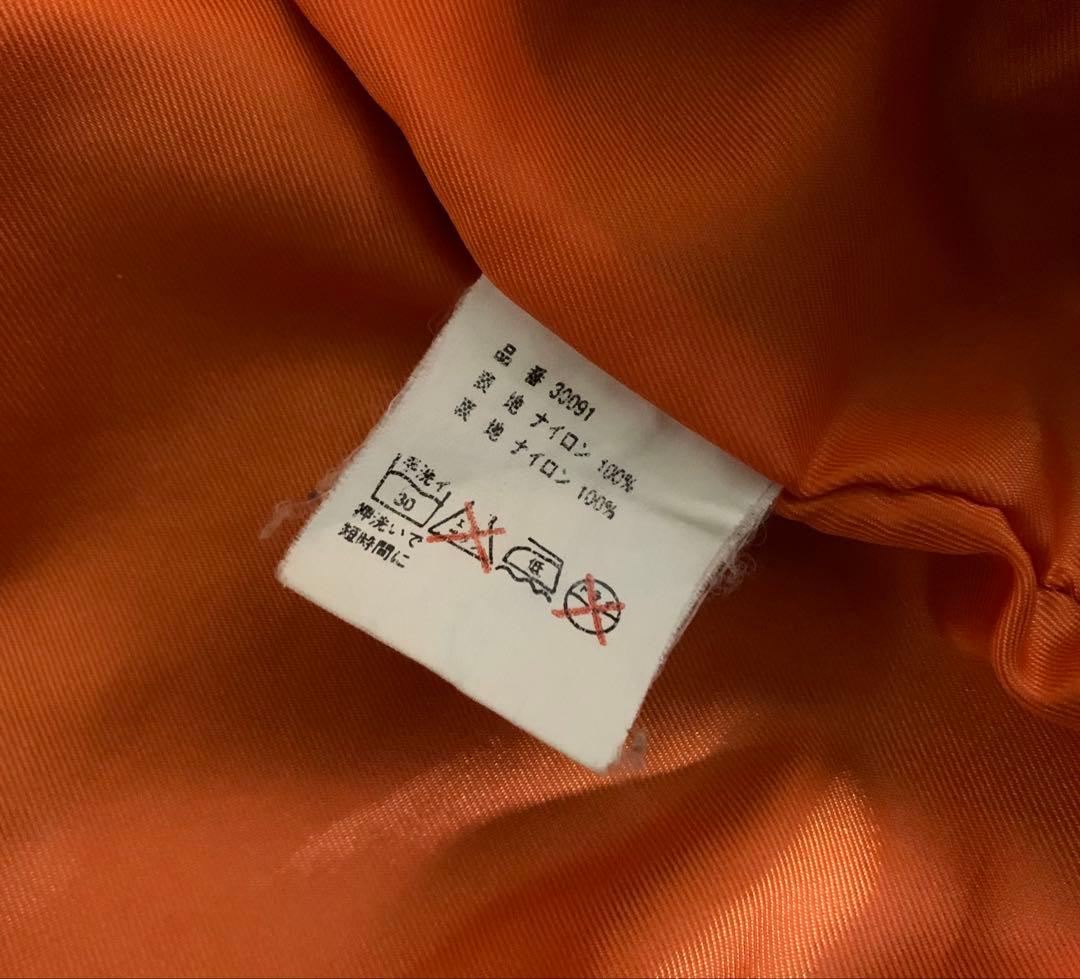 品番 30091
表地 ナイロン 100%
裏地 ナイロン 100%
手洗イ
30
低
押洗いで
短時間に